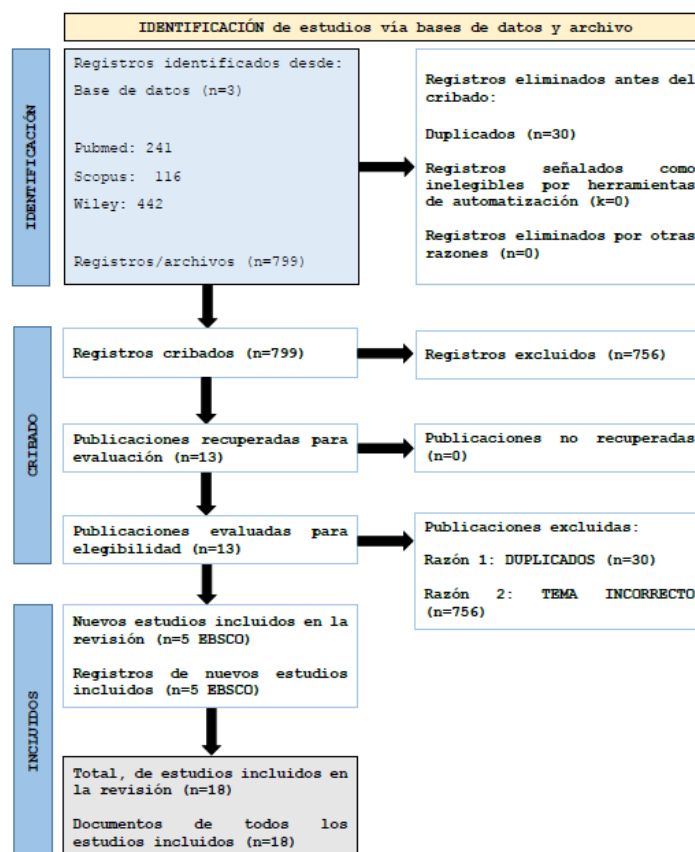 IDENTIFICACIÓN de estudios vía bases de datos y archivo
IDENTIFICACIÓN
Registros identificados desde:
Base de datos (n=3)
Pubmed: 241
Scopus: 116
Wiley: 442
Registros/archivos (n=799)
Registros eliminados antes del
cribado:
Duplicados (n=30)
Registros señalados como
inelegibles por herramientas
de automatización (k=0)
Registros eliminados por otras
razones (n=0)
CRIBADO
Registros cribados (n=799)
Registros excluidos (n=756)
Publicaciones recuperadas para
evaluación (n=13)
Publicaciones no recuperadas
(n=0)
Publicaciones evaluadas para
elegibilidad (n=13)
Publicaciones excluidas:
Razón 1: DUPLICADOS (n=30)
Razón 2: TEMA INCORRECTO
(n=756)
INCLUIDOS
Nuevos estudios incluidos en la
revisión (n=5 EBSCO)
Registros de nuevos estudios
incluidos (n=5 EBSCO)
Total, de estudios incluidos en
la revisión (n=18)
Documentos de todos los
estudios incluidos (n=18)